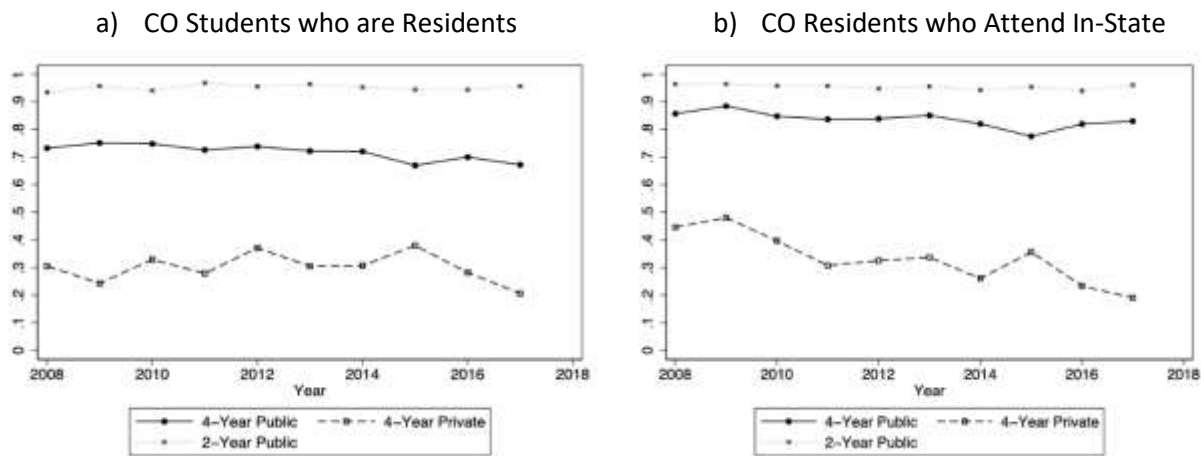 a) CO Students who are Residents
b) CO Residents who Attend In-State
1
.9
.8
.7
.6
.5
.4
.3
.2
.1
0
2008 2010 2012 2014 2016 2018
Year
4-Year Public 4-Year Private
2-Year Public
1
.9
.8
.7
.6
.5
.4
.3
.2
.1
0
2008 2010 2012 2014 2016 2018
Year
4-Year Public 4-Year Private
2-Year Public